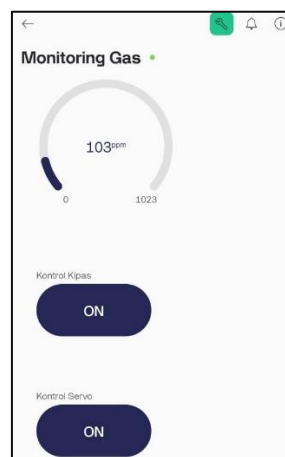 Monitoring Gas
103ppm
0 1023
Kontrol Kipas
ON
Kontrol Servo
ON